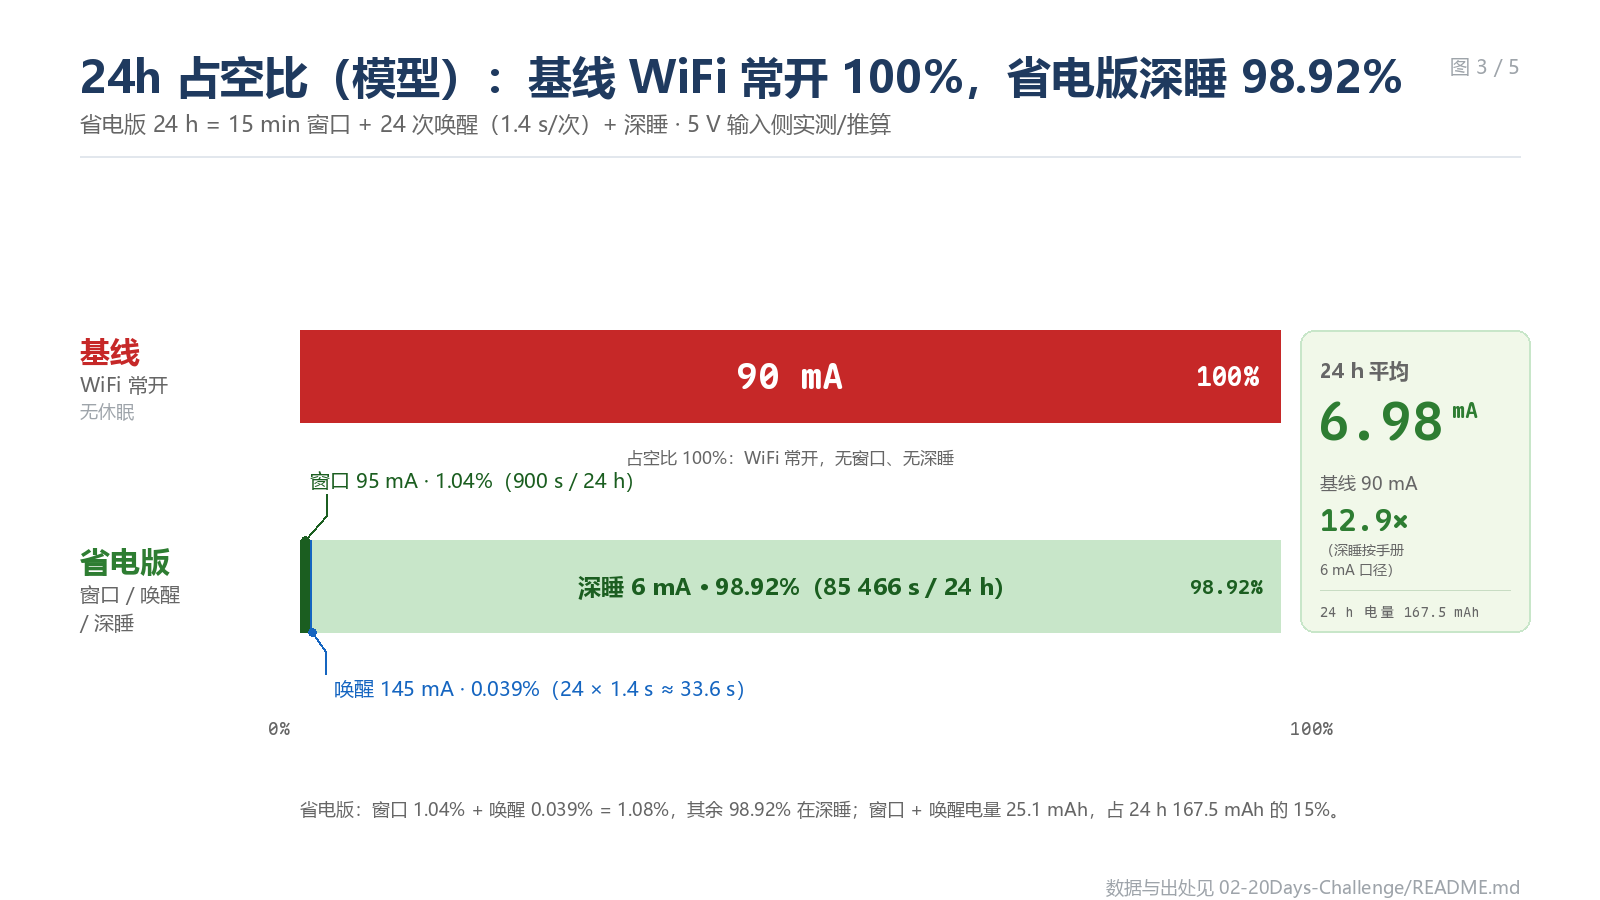 24h 占空比（模型）：基线 WiFi 常开 100%，省电版深睡 98.92%
图 3 / 5
省电版 24 h = 15 min 窗口 + 24 次唤醒（1.4 s/次）+ 深睡 · 5 V 输入侧实测/推算
基线
WiFi 常开
无休眠
90 mA
100%
占空比 100%：WiFi 常开，无窗口、无深睡
窗口 95 mA · 1.04%（900 s / 24 h）
省电版
窗口 / 唤醒
/ 深睡
深睡 6 mA • 98.92%（85 466 s / 24 h）
98.92%
唤醒 145 mA · 0.039%（24 × 1.4 s ≈ 33.6 s）
0%
100%
24 h 平均
6.98 mA
基线 90 mA
12.9×
（深睡按手册
6 mA 口径）
24 h 电量 167.5 mAh
省电版：窗口 1.04% + 唤醒 0.039% = 1.08%，其余 98.92% 在深睡；窗口 + 唤醒电量 25.1 mAh，占 24 h 167.5 mAh 的 15%。
数据与出处见 02-20Days-Challenge/README.md